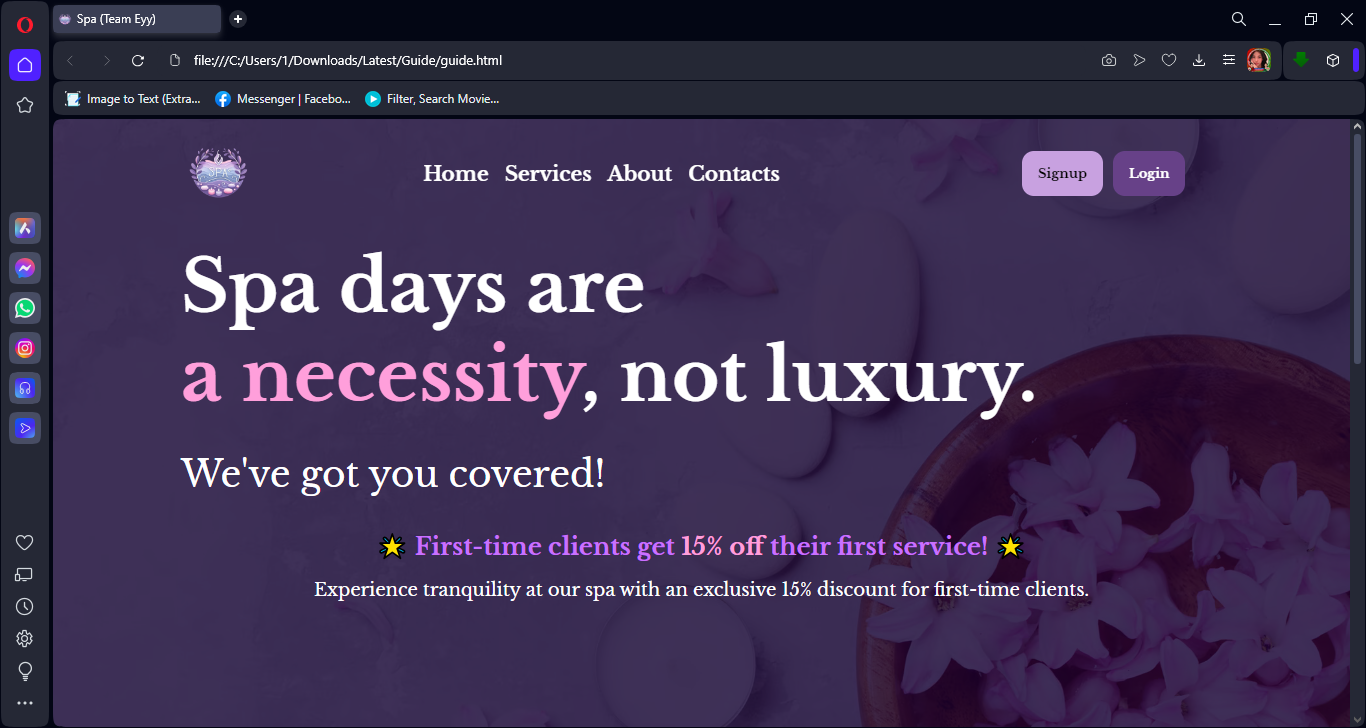 Spa (Team Eyy)
file:///C:/Users/1/Downloads/Latest/Guide/guide.html
Image to Text (Extra... Messenger | Facebo... Filter, Search Movie...
SPA
Home Services About Contacts Signup Login
Spa days are
a necessity, not luxury.
We've got you covered!
First-time clients get 15% off their first service!
Experience tranquility at our spa with an exclusive 15% discount for first-time clients.